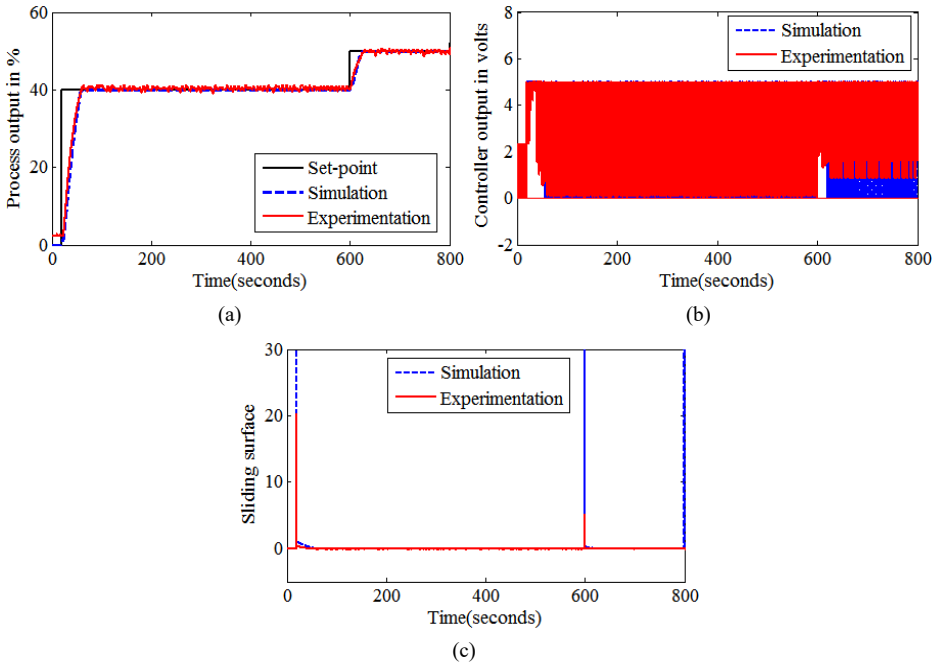 60
40
20
0
Process output in %
Set-point
Simulation
Experimentation
0 200 400 600 800
Time(seconds)
(a)
8
6
4
2
0
-2
Controller output in volts
Simulation
Experimentation
0 200 400 600 800
Time(seconds)
(b)
30
20
10
0
Sliding surface
Simulation
Experimentation
0 200 400 600 800
Time(seconds)
(c)